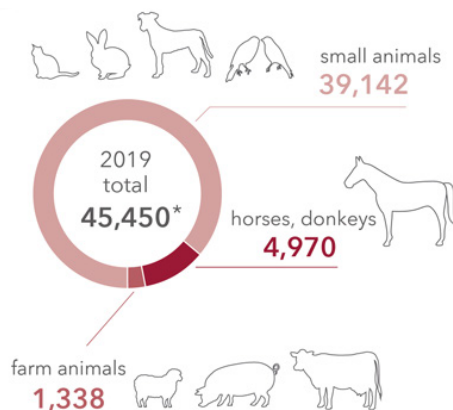 small animals
39,142
2019
total
45,450*
horses, donkeys
4,970
farm animals
1,338